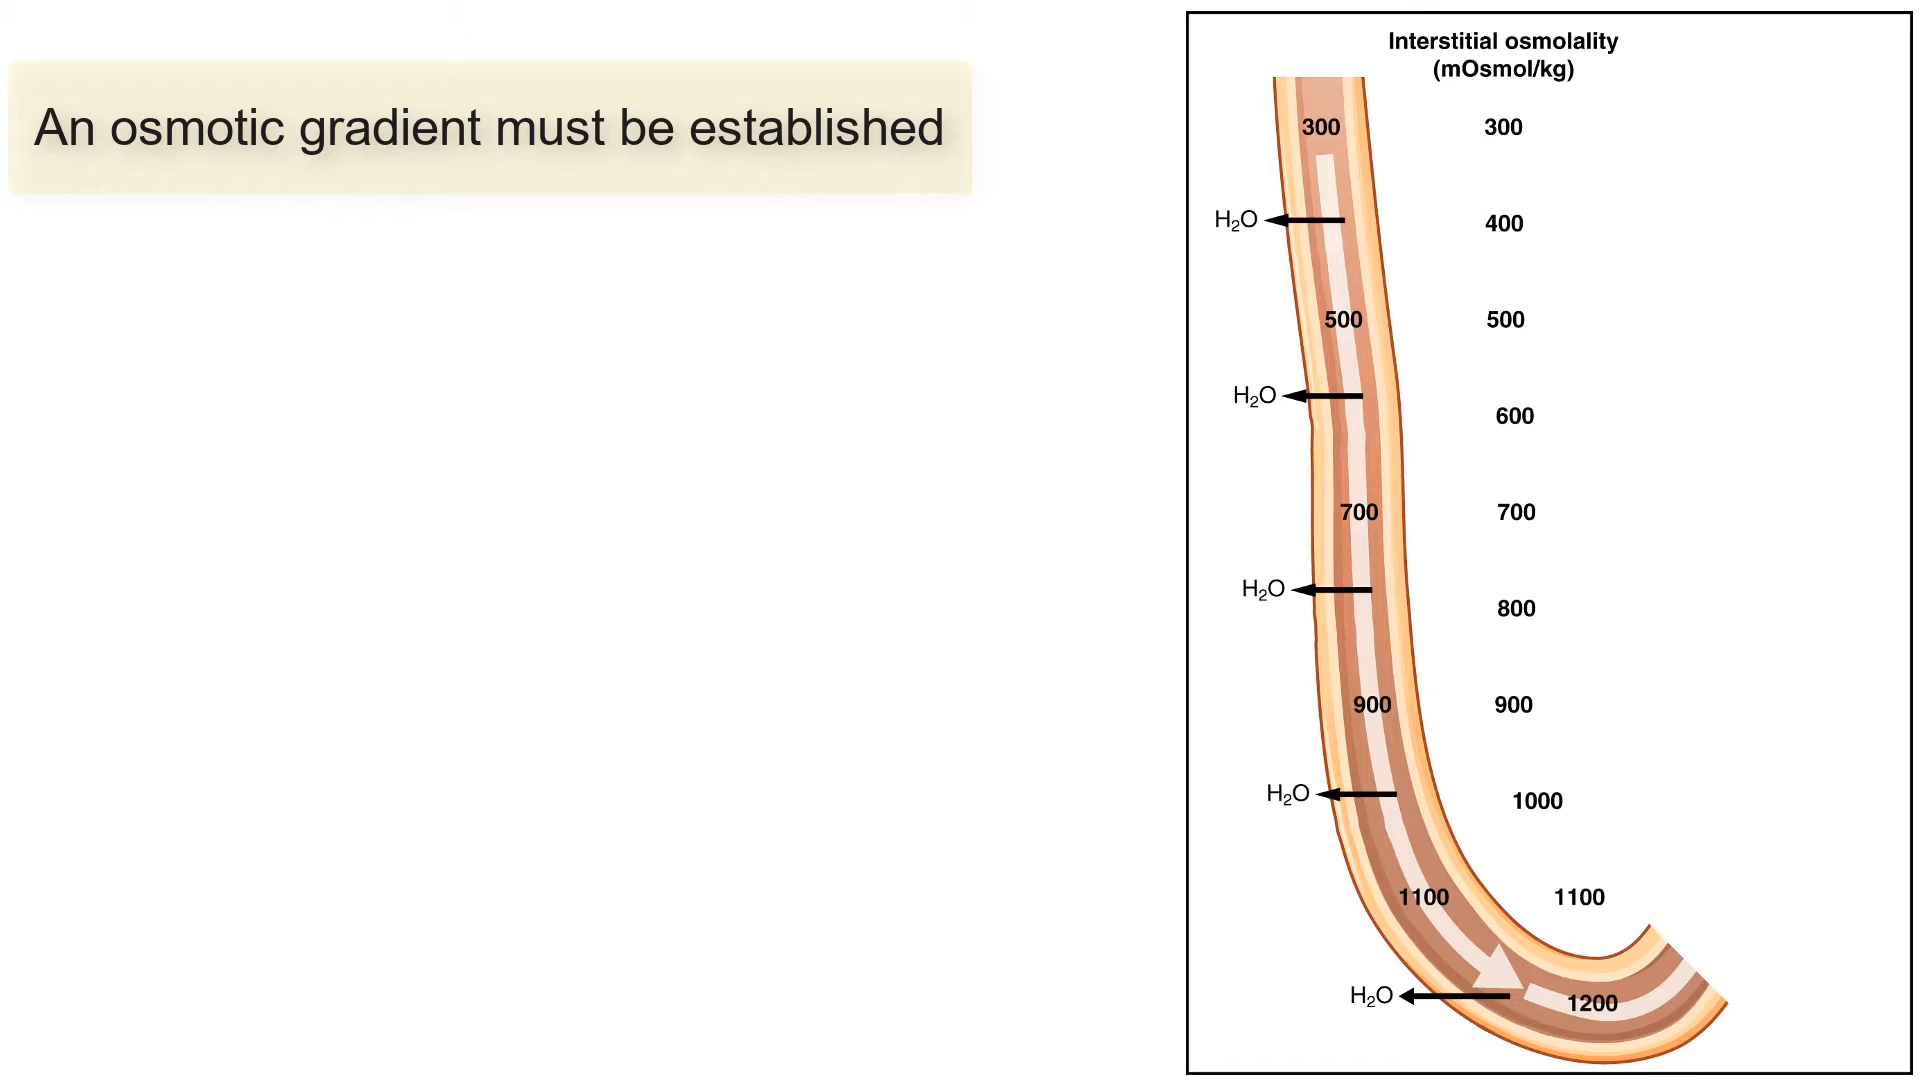 An osmotic gradient must be established
Interstitial osmolality
(mOsmol/kg)
300 300
H₂O 400
500 500
H₂O 600
700 700
H₂O 800
900 900
H₂O 1000
1100 1100
H₂O 1200